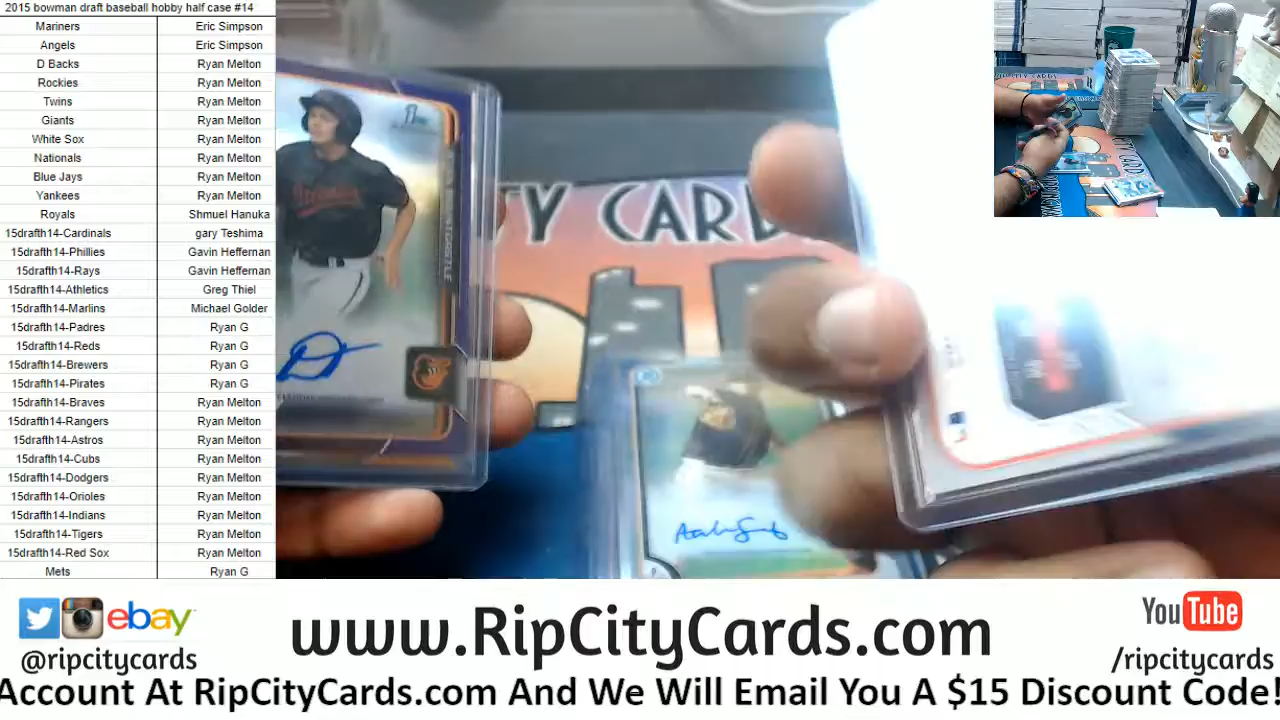 2015 bowman draft baseball hobby half case #14
Mariners Eric Simpson
Angels Eric Simpson
D Backs Ryan Melton
Rockies Ryan Melton
Twins Ryan Melton
Giants Ryan Melton
White Sox Ryan Melton
Nationals Ryan Melton
Blue Jays Ryan Melton
Yankees Ryan Melton
Royals Shmuel Hanuka
15drafth14-Cardinals gary Teshima
15drafth14-Phillies Gavin Heffernan
15drafth14-Rays Gavin Heffernan
15drafth14-Athletics Greg Thiel
15drafth14-Marlins Michael Golder
15drafth14-Padres Ryan G
15drafth14-Reds Ryan G
15drafth14-Brewers Ryan G
15drafth14-Pirates Ryan G
15drafth14-Braves Ryan Melton
15drafth14-Rangers Ryan Melton
15drafth14-Astros Ryan Melton
15drafth14-Cubs Ryan Melton
15drafth14-Dodgers Ryan Melton
15drafth14-Orioles Ryan Melton
15drafth14-Indians Ryan Melton
15drafth14-Tigers Ryan Melton
15drafth14-Red Sox Ryan Melton
Mets Ryan G
TY CARD
ebay
@ripcitycards
www.RipCityCards.com
YouTube
/ripcitycards
Account At RipCityCards.com And We Will Email You A $15 Discount Code!